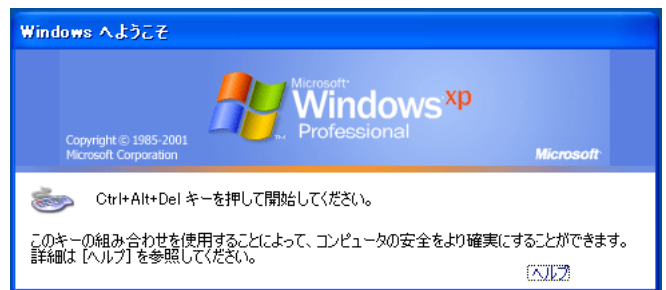 Windows へようこそ
Microsoft
Windows xp
Professional
Copyright © 1985-2001
Microsoft Corporation
Microsoft
Ctrl+Alt+Del キーを押して開始してください。
このキーの組み合わせを使用することによって、コンピュータの安全をより確実にすることができます。
詳細は [ヘルプ] を参照してください。
ヘルプ